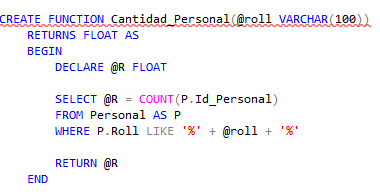 CREATE FUNCTION Cantidad_Personal(@roll VARCHAR(100))
RETURNS FLOAT AS
BEGIN
DECLARE @R FLOAT
SELECT @R = COUNT(P.Id_Personal)
FROM Personal AS P
WHERE P.Roll LIKE '%' + @roll + '%'
RETURN @R
END